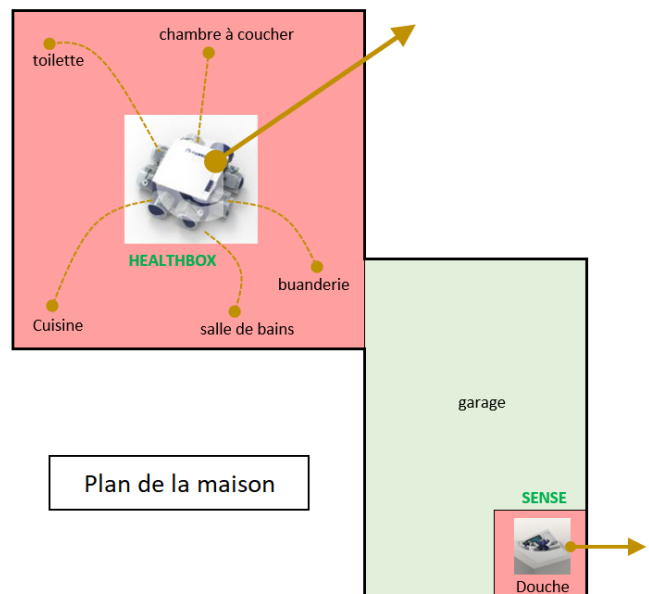 chambre à coucher
toilette
HEALTHBOX
buanderie
Cuisine
salle de bains
garage
Plan de la maison
SENSE
Douche